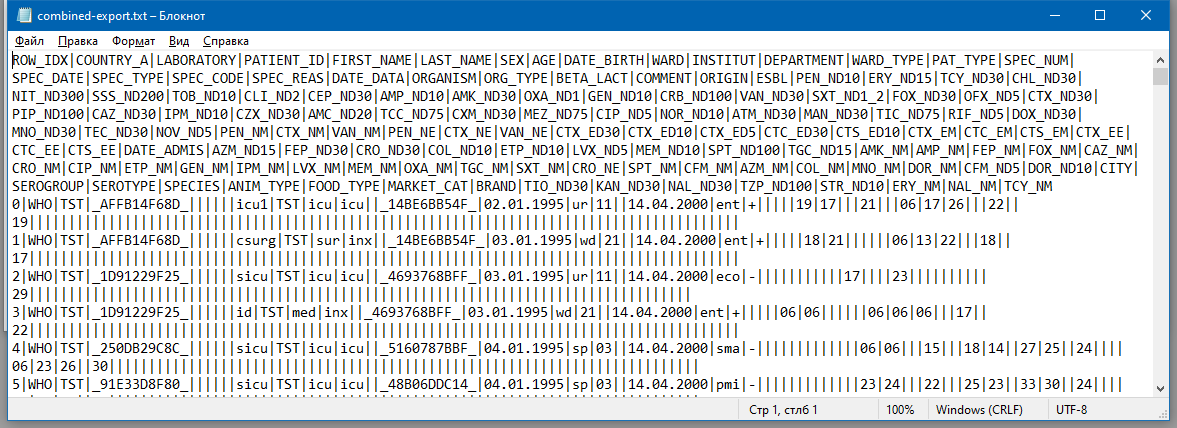 combined-export.txt – Блокнот
Файл Правка Формат Вид Справка
ROW_IDX|COUNTRY_A|LABORATORY|PATIENT_ID|FIRST_NAME|LAST_NAME|SEX|AGE|DATE_BIRTH|WARD|INSTITUT|DEPARTMENT|WARD_TYPE|PAT_TYPE|SPEC_NUM|
SPEC_DATE|SPEC_TYPE|SPEC_CODE|SPEC_REAS|DATE_DATA|ORGANISM|ORG_TYPE|BETA_LACT|COMMENT|ORIGIN|ESBL|PEN_ND10|ERY_ND15|TCY_ND30|CHL_ND30|
NIT_ND300|SSS_ND200|TOB_ND10|CLI_ND2|CEP_ND30|AMP_ND10|AMK_ND30|OXA_ND1|GEN_ND10|CRB_ND100|VAN_ND30|SXT_ND1_2|FOX_ND30|OFX_ND5|CTX_ND30|
PIP_ND100|CAZ_ND30|IPM_ND10|CZX_ND30|AMC_ND20|TCC_ND75|CXM_ND30|MEZ_ND75|CIP_ND5|NOR_ND10|ATM_ND30|MAN_ND30|TIC_ND75|RIF_ND5|DOX_ND30|
MNO_ND30|TEC_ND30|NOV_ND5|PEN_NM|CTX_NM|VAN_NM|PEN_NE|CTX_NE|VAN_NE|CTX_ED30|CTX_ED10|CTX_ED5|CTC_ED30|CTS_ED10|CTX_EM|CTC_EM|CTS_EM|CTX_EE|
CTC_EE|CTS_EE|DATE_ADMIS|AZM_ND15|FEP_ND30|CRO_ND30|COL_ND10|ETP_ND10|LVX_ND5|MEM_ND10|SPT_ND100|TGC_ND15|AMK_NM|AMP_NM|FEP_NM|FOX_NM|CAZ_NM|
CRO_NM|CIP_NM|ETP_NM|GEN_NM|IPM_NM|LVX_NM|MEM_NM|OXA_NM|TGC_NM|SXT_NM|CRO_NE|SPT_NM|CFM_NM|AZM_NM|COL_NM|MNO_NM|DOR_NM|CFM_ND5|DOR_ND10|CITY|
SEROGROUP|SEROTYPE|SPECIES|ANIM_TYPE|FOOD_TYPE|MARKET_CAT|BRAND|TIO_ND30|KAN_ND30|NAL_ND30|TZP_ND100|STR_ND10|ERY_NM|NAL_NM|TCY_NM
0|WHO|TST|_AFFB14F68D_||||||icu1|TST|icu|icu||_14BE6BB54F_|02.01.1995|ur|11||14.04.2000|ent|+|||||19|17|||21|||06|17|26|||22||
19||||||||||||||||||||||||||||||||||||||||||||||||||||||||||||||||||||||||||||||||||||||||||
1|WHO|TST|_AFFB14F68D_||||||csurg|TST|sur|inx||_14BE6BB54F_|03.01.1995|wd|21||14.04.2000|ent|+|||||18|21||||||06|13|22|||18||
17||||||||||||||||||||||||||||||||||||||||||||||||||||||||||||||||||||||||||||||||||||||||||
2|WHO|TST|_1D91229F25_||||||sicu|TST|icu|icu||_4693768BFF_|03.01.1995|ur|11||14.04.2000|eco|-|||||||||||17||||23||||||||||
29||||||||||||||||||||||||||||||||||||||||||||||||||||||||||||||||||||||||||||||||||||
3|WHO|TST|_1D91229F25_||||||id|TST|med|inx||_4693768BFF_|03.01.1995|wd|21||14.04.2000|ent|+|||||06|06||||||06|06|06|||17||
22||||||||||||||||||||||||||||||||||||||||||||||||||||||||||||||||||||||||||||||||||||||||||
4|WHO|TST|_250DB29C8C_||||||sicu|TST|icu|icu||_5160787BBF_|04.01.1995|sp|03||14.04.2000|sma|-|||||||||||||06|06|||15|||18|14||27|25||24||||
06|23|26||30||||||||||||||||||||||||||||||||||||||||||||||||||||||||||||||||||||||||||
5|WHO|TST|_91E33D8F80_||||||sicu|TST|icu|icu||_48B06DDC14_|04.01.1995|sp|03||14.04.2000|pmi|-|||||||||||||23|24|||22|||25|23||33|30||24||||
Стр 1, стлб 1 100% Windows (CRLF) UTF-8